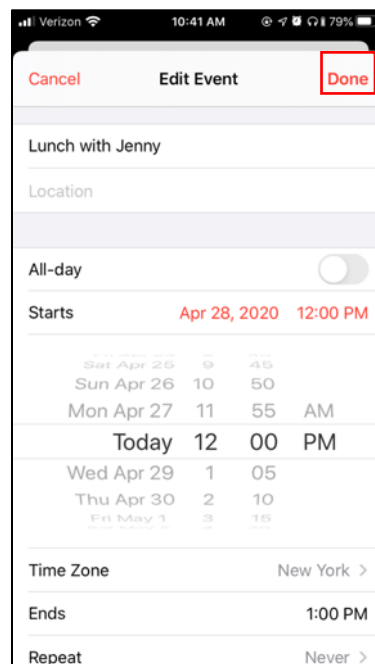 Verizon 10:41 AM 79%
Cancel Edit Event Done
Lunch with Jenny
Location
All-day
Starts Apr 28, 2020 12:00 PM
Sat Apr 25 9 45
Sun Apr 26 10 50
Mon Apr 27 11 55 AM
Today 12 00 PM
Wed Apr 29 1 05
Thu Apr 30 2 10
Fri May 1 3 15
Time Zone New York >
Ends 1:00 PM
Repeat Never >